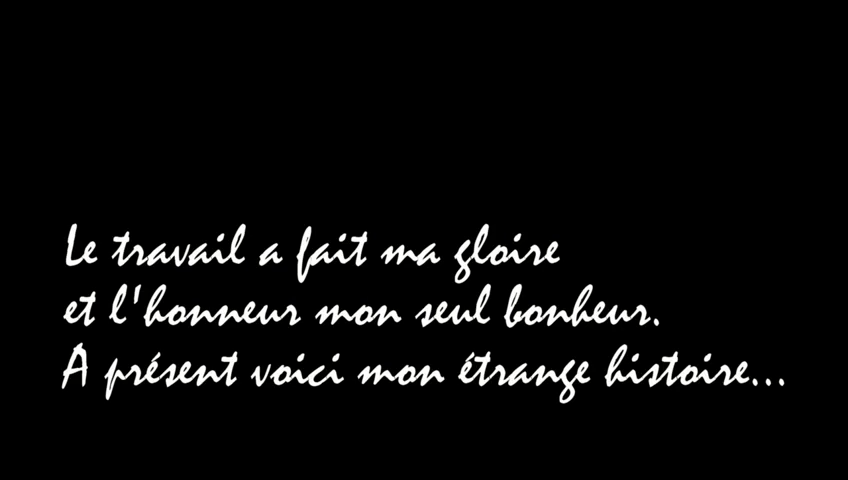 Le travail a fait ma gloire
et l'honneur mon seul bonheur.
À présent voici mon étrange histoire...